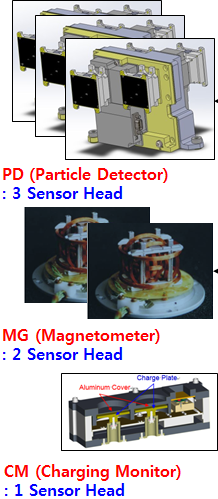 PD (Particle Detector)
: 3 Sensor Head
MG (Magnetometer)
: 2 Sensor Head
Charge Plate
Aluminum Cover
CM (Charging Monitor)
: 1 Sensor Head